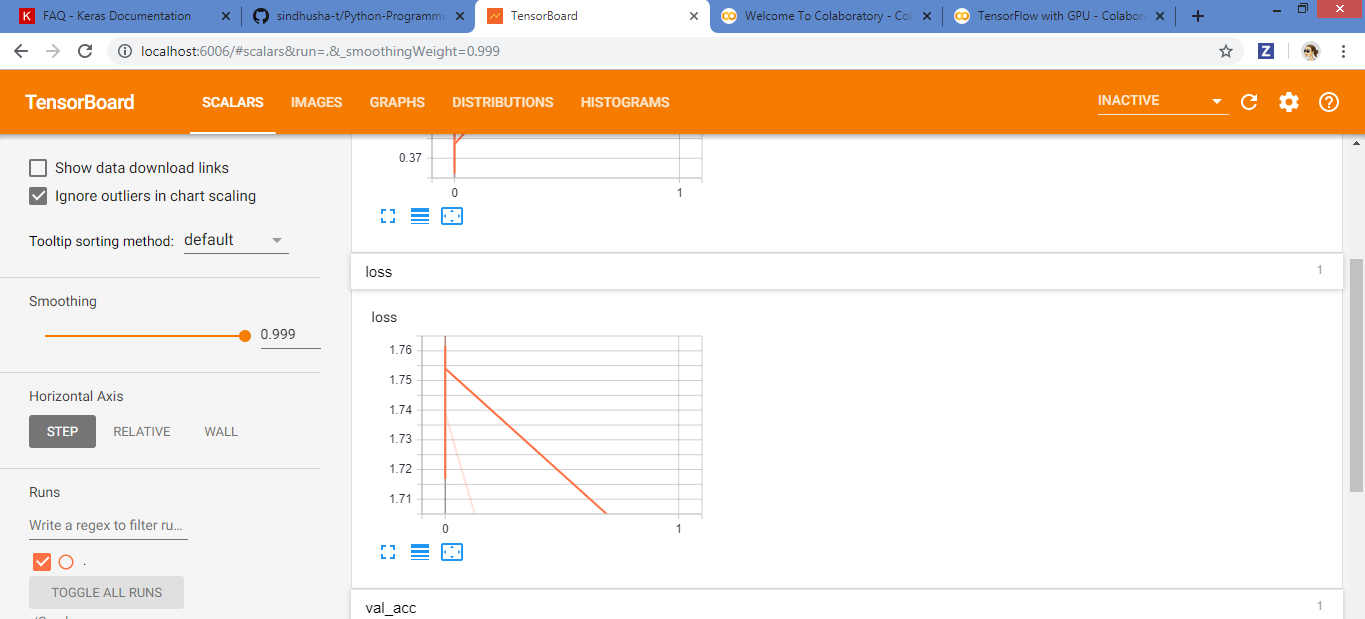 K FAQ - Keras Documentation
sindhusha-t/Python-Programmi
TensorBoard
Welcome To Colaboratory - Col
TensorFlow with GPU - Colabor
localhost:6006/#scalars&run=.&_smoothingWeight=0.999
Z
TensorBoard
SCALARS
IMAGES
GRAPHS
DISTRIBUTIONS
HISTOGRAMS
INACTIVE
Show data download links
Ignore outliers in chart scaling
Tooltip sorting method: default
Smoothing
0.999
Horizontal Axis
STEP RELATIVE WALL
Runs
Write a regex to filter ru...
.
TOGGLE ALL RUNS
0.37
0 1
loss 1
loss
1.76
1.75
1.74
1.73
1.72
1.71
0 1
val_acc 1